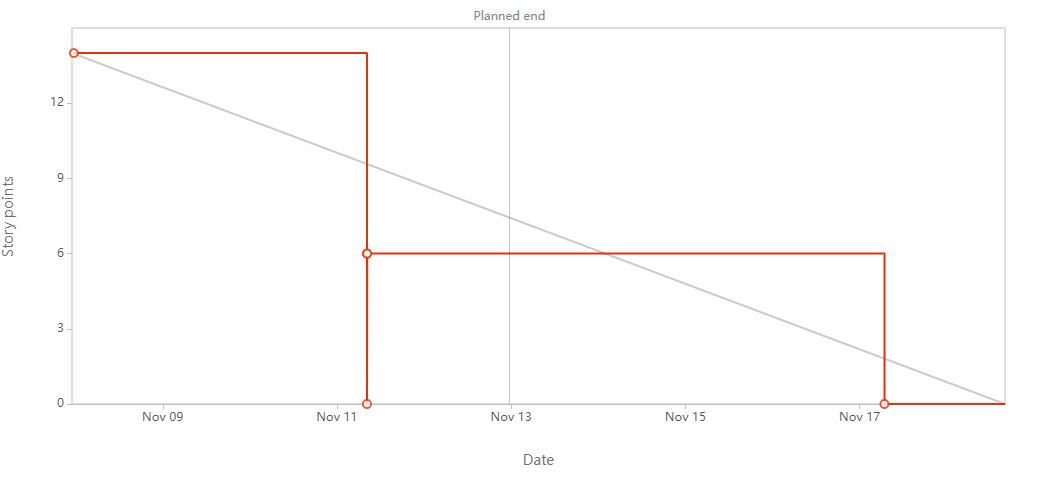 Planned end
12
9
6
3
0
Story points
Nov 09
Nov 11
Nov 13
Nov 15
Nov 17
Date